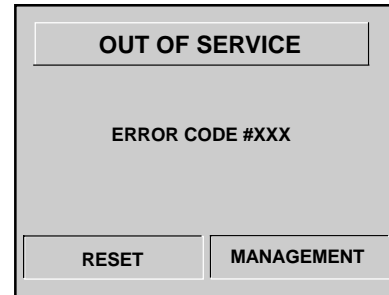 OUT OF SERVICE
ERROR CODE #XXX
RESET
MANAGEMENT